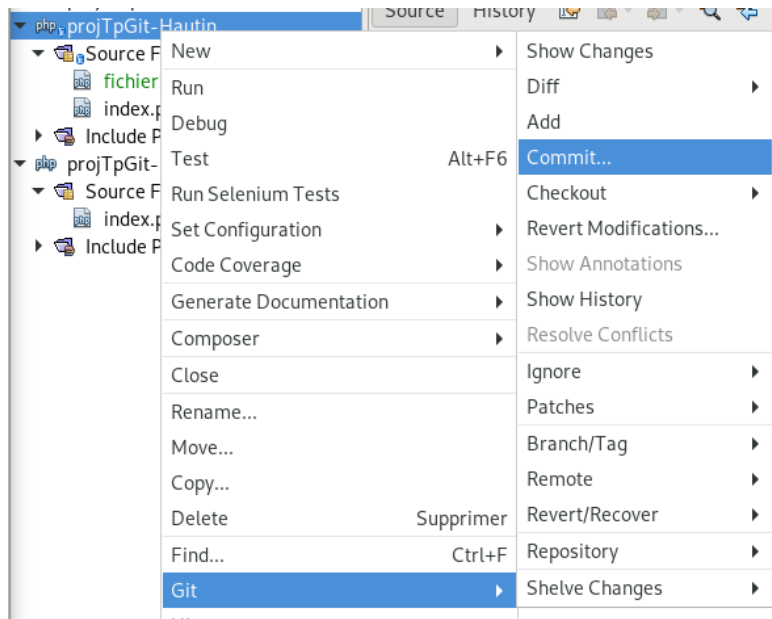 Source History
projTpGit-Hautin
Source F
fichier
index.p
Include P
projTpGit-
Source F
index.p
Include P
New
Run
Debug
Test Alt+F6
Run Selenium Tests
Set Configuration
Code Coverage
Generate Documentation
Composer
Close
Rename...
Move...
Copy...
Delete Supprimer
Find... Ctrl+F
Git
Show Changes
Diff
Add
Commit...
Checkout
Revert Modifications...
Show Annotations
Show History
Resolve Conflicts
Ignore
Patches
Branch/Tag
Remote
Revert/Recover
Repository
Shelve Changes